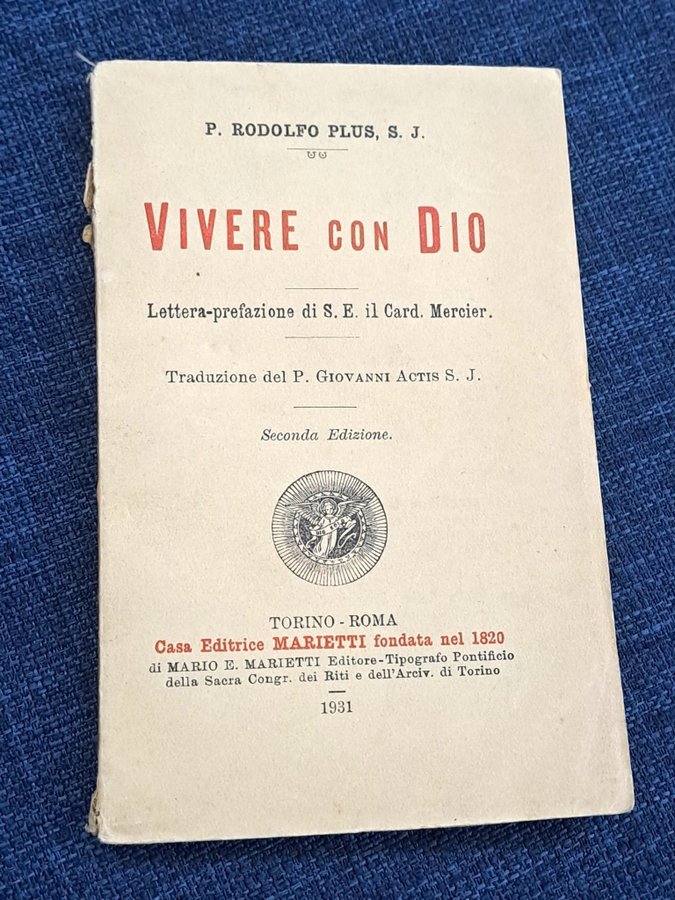 P. RODOLFO PLUS, S. J.
VIVERE CON DIO
Lettera-prefazione di S. E. il Card. Mercier.
Traduzione del P. GIOVANNI ACTIS S. J.
Seconda Edizione.
TORINO - ROMA
Casa Editrice MARIETTI fondata nel 1820
di MARIO E. MARIETTI Editore-Tipografo Pontificio
della Sacra Congr. dei Riti e dell'Arciv. di Torino
1931